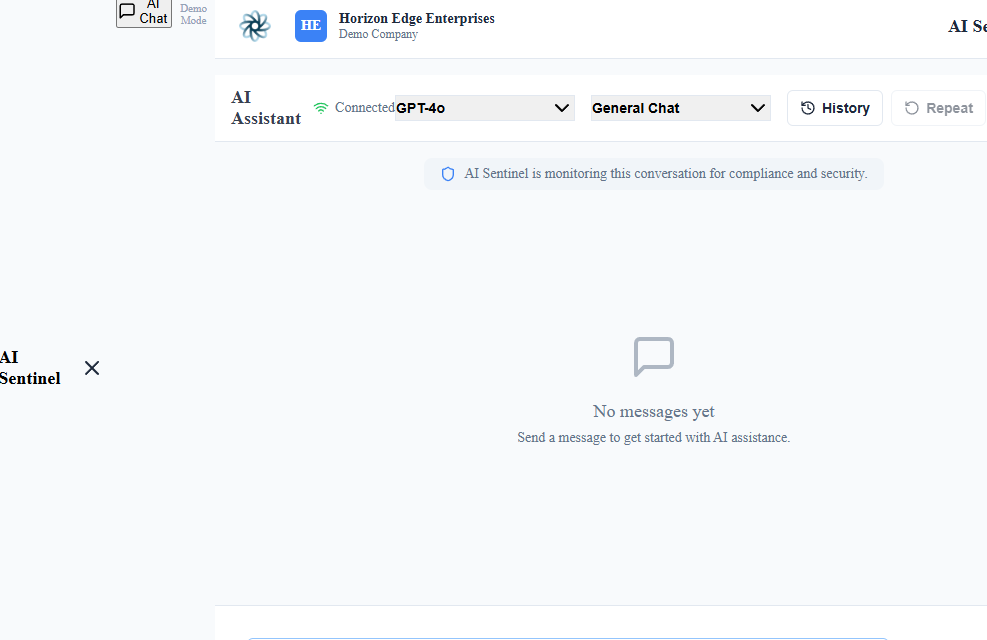 AI
Chat
Demo
Mode
HE
Horizon Edge Enterprises
Demo Company
AI
Assistant
Connected
GPT-4o
General Chat
History
Repeat
AI Sentinel is monitoring this conversation for compliance and security.
AI
Sentinel
No messages yet
Send a message to get started with AI assistance.